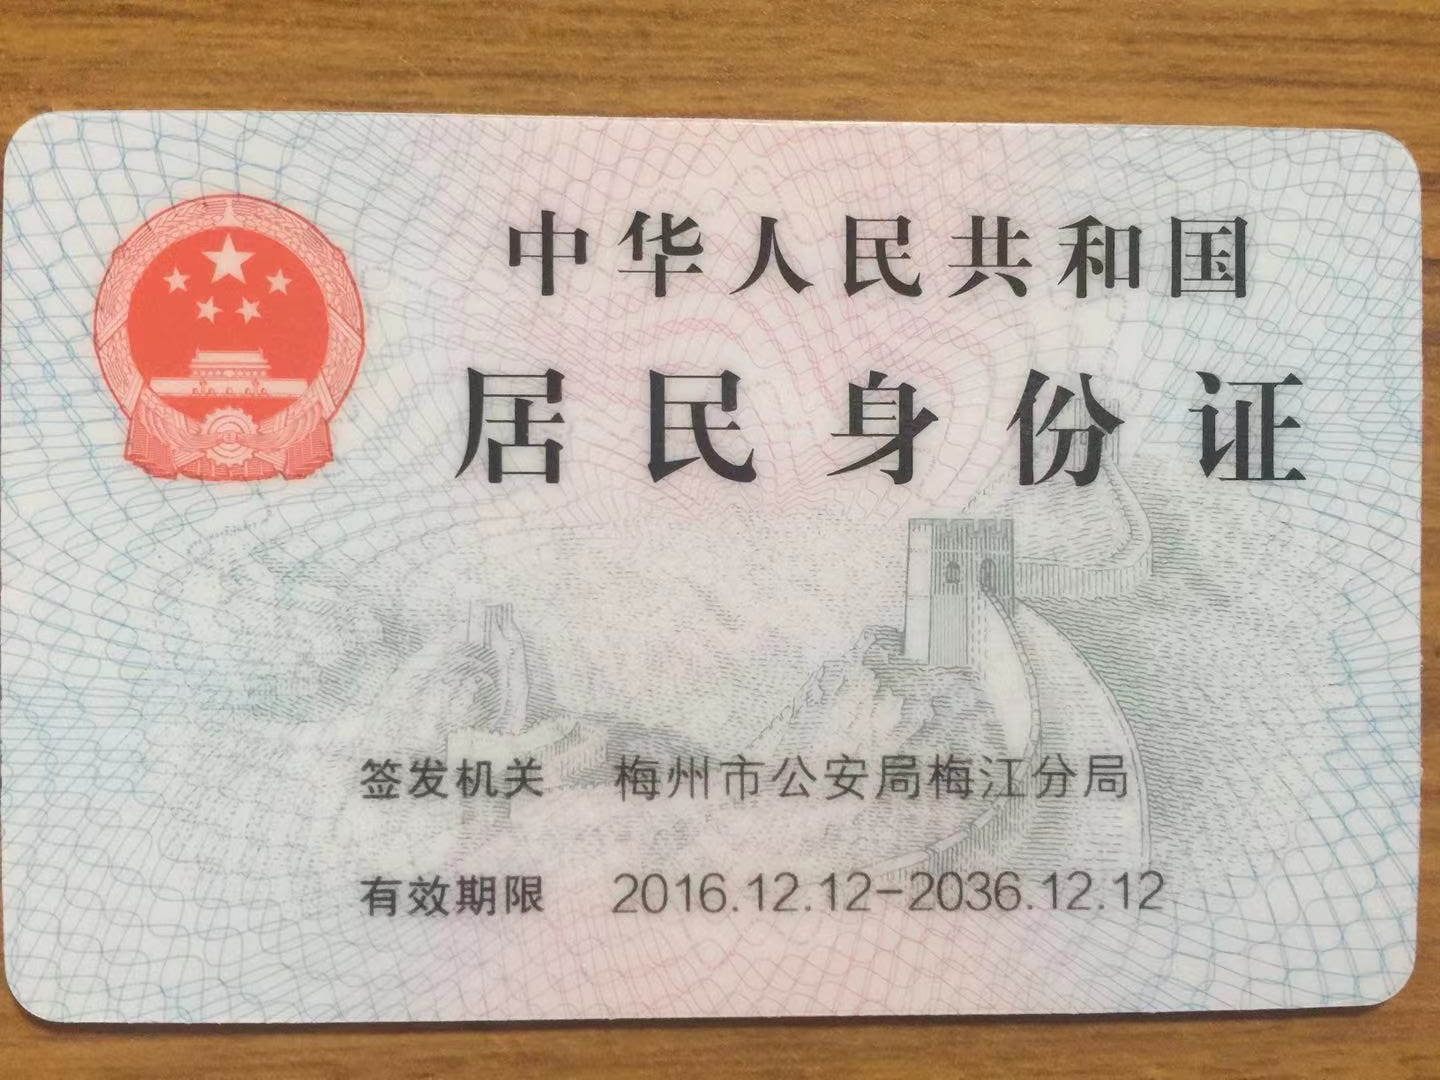 中华人民共和国
居民身份证
签发机关 梅州市公安局梅江分局
有效期限 2016.12.12-2036.12.12